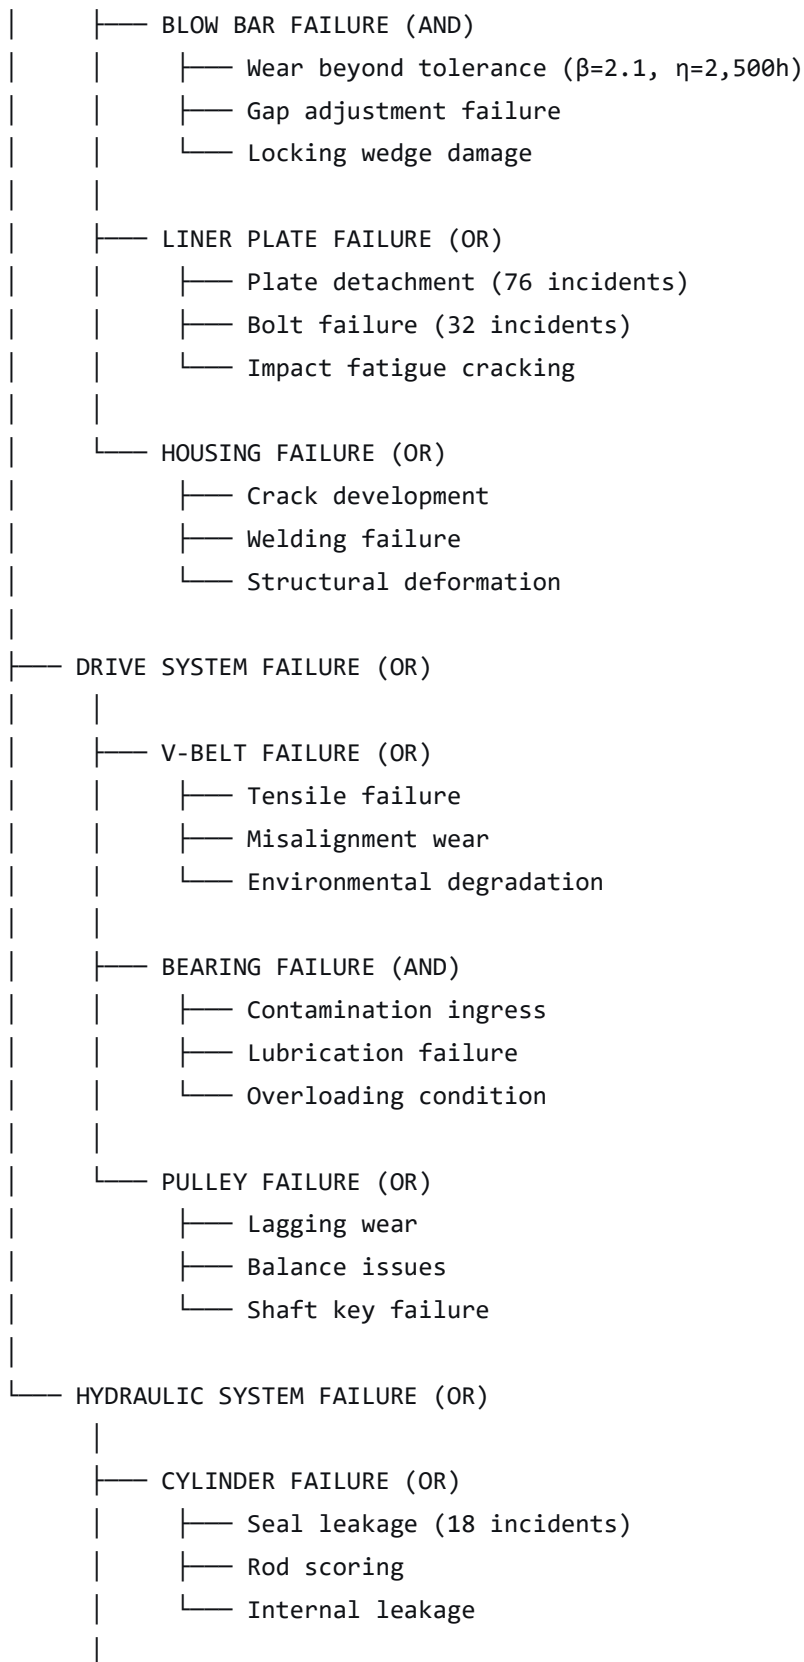 │ ├── BLOW BAR FAILURE (AND)
│ │ ├── Wear beyond tolerance (β=2.1, η=2,500h)
│ │ ├── Gap adjustment failure
│ │ └── Locking wedge damage
│ │
│ ├── LINER PLATE FAILURE (OR)
│ │ ├── Plate detachment (76 incidents)
│ │ ├── Bolt failure (32 incidents)
│ │ └── Impact fatigue cracking
│ │
│ └── HOUSING FAILURE (OR)
│ ├── Crack development
│ ├── Welding failure
│ └── Structural deformation
│
├── DRIVE SYSTEM FAILURE (OR)
│ │
│ ├── V-BELT FAILURE (OR)
│ │ ├── Tensile failure
│ │ ├── Misalignment wear
│ │ └── Environmental degradation
│ │
│ ├── BEARING FAILURE (AND)
│ │ ├── Contamination ingress
│ │ ├── Lubrication failure
│ │ └── Overloading condition
│ │
│ └── PULLEY FAILURE (OR)
│ ├── Lagging wear
│ ├── Balance issues
│ └── Shaft key failure
│
└── HYDRAULIC SYSTEM FAILURE (OR)
│
├── CYLINDER FAILURE (OR)
│ ├── Seal leakage (18 incidents)
│ ├── Rod scoring
│ └── Internal leakage
│